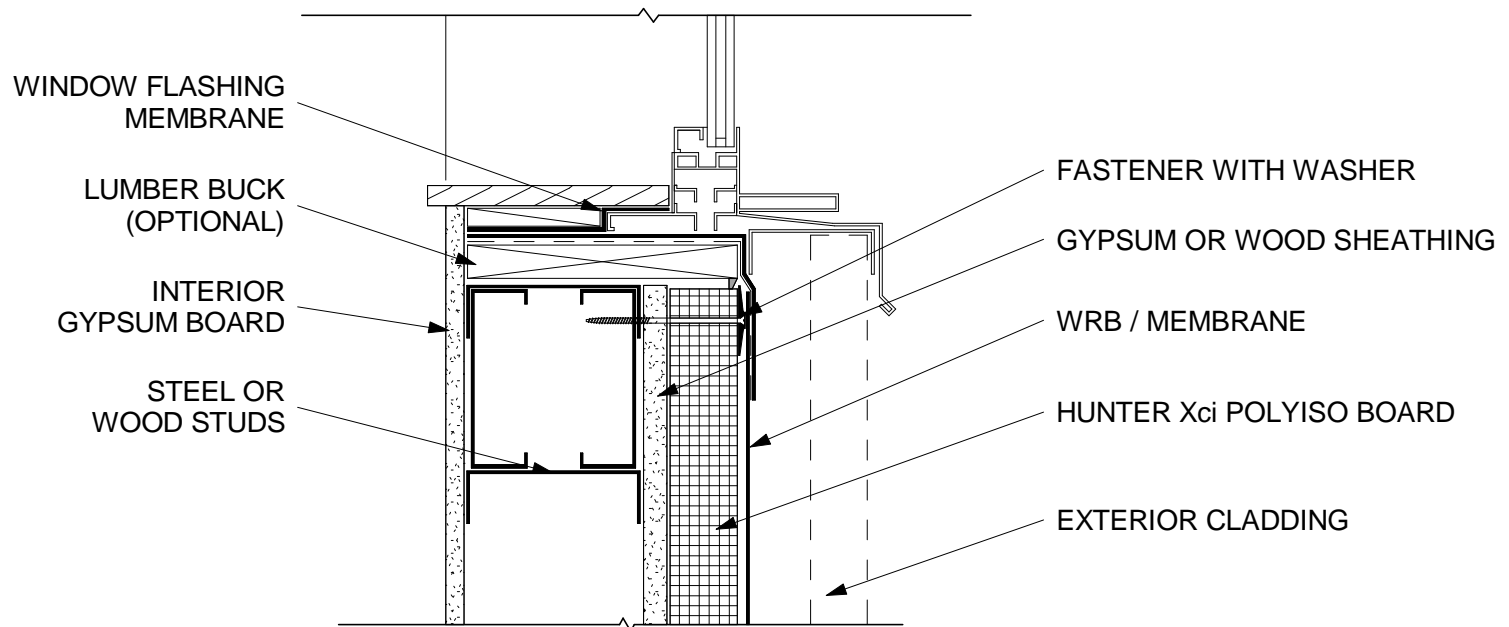 WINDOW FLASHING
MEMBRANE
LUMBER BUCK
(OPTIONAL)
INTERIOR
GYPSUM BOARD
STEEL OR
WOOD STUDS
FASTENER WITH WASHER
GYPSUM OR WOOD SHEATHING
WRB / MEMBRANE
HUNTER Xci POLYISO BOARD
EXTERIOR CLADDING